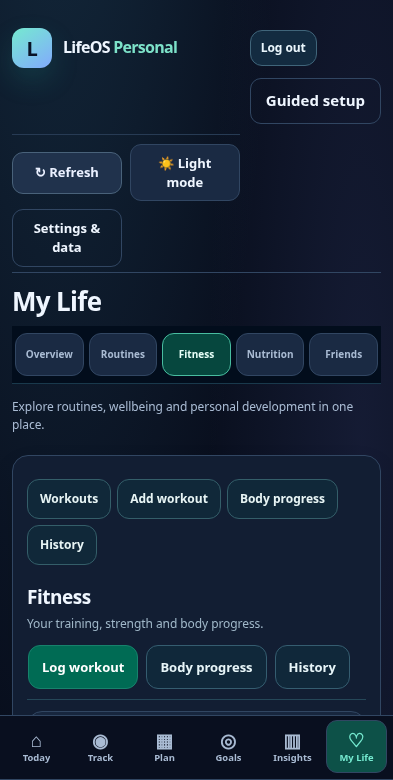 L
LifeOS Personal
Log out
Guided setup
↻ Refresh
☀️ Light
mode
Settings &
data
My Life
Overview
Routines
Fitness
Nutrition
Friends
Explore routines, wellbeing and personal development in one
place.
Workouts
Add workout
Body progress
History
Fitness
Your training, strength and body progress.
Log workout
Body progress
History
Today
Track
Plan
Goals
Insights
My Life